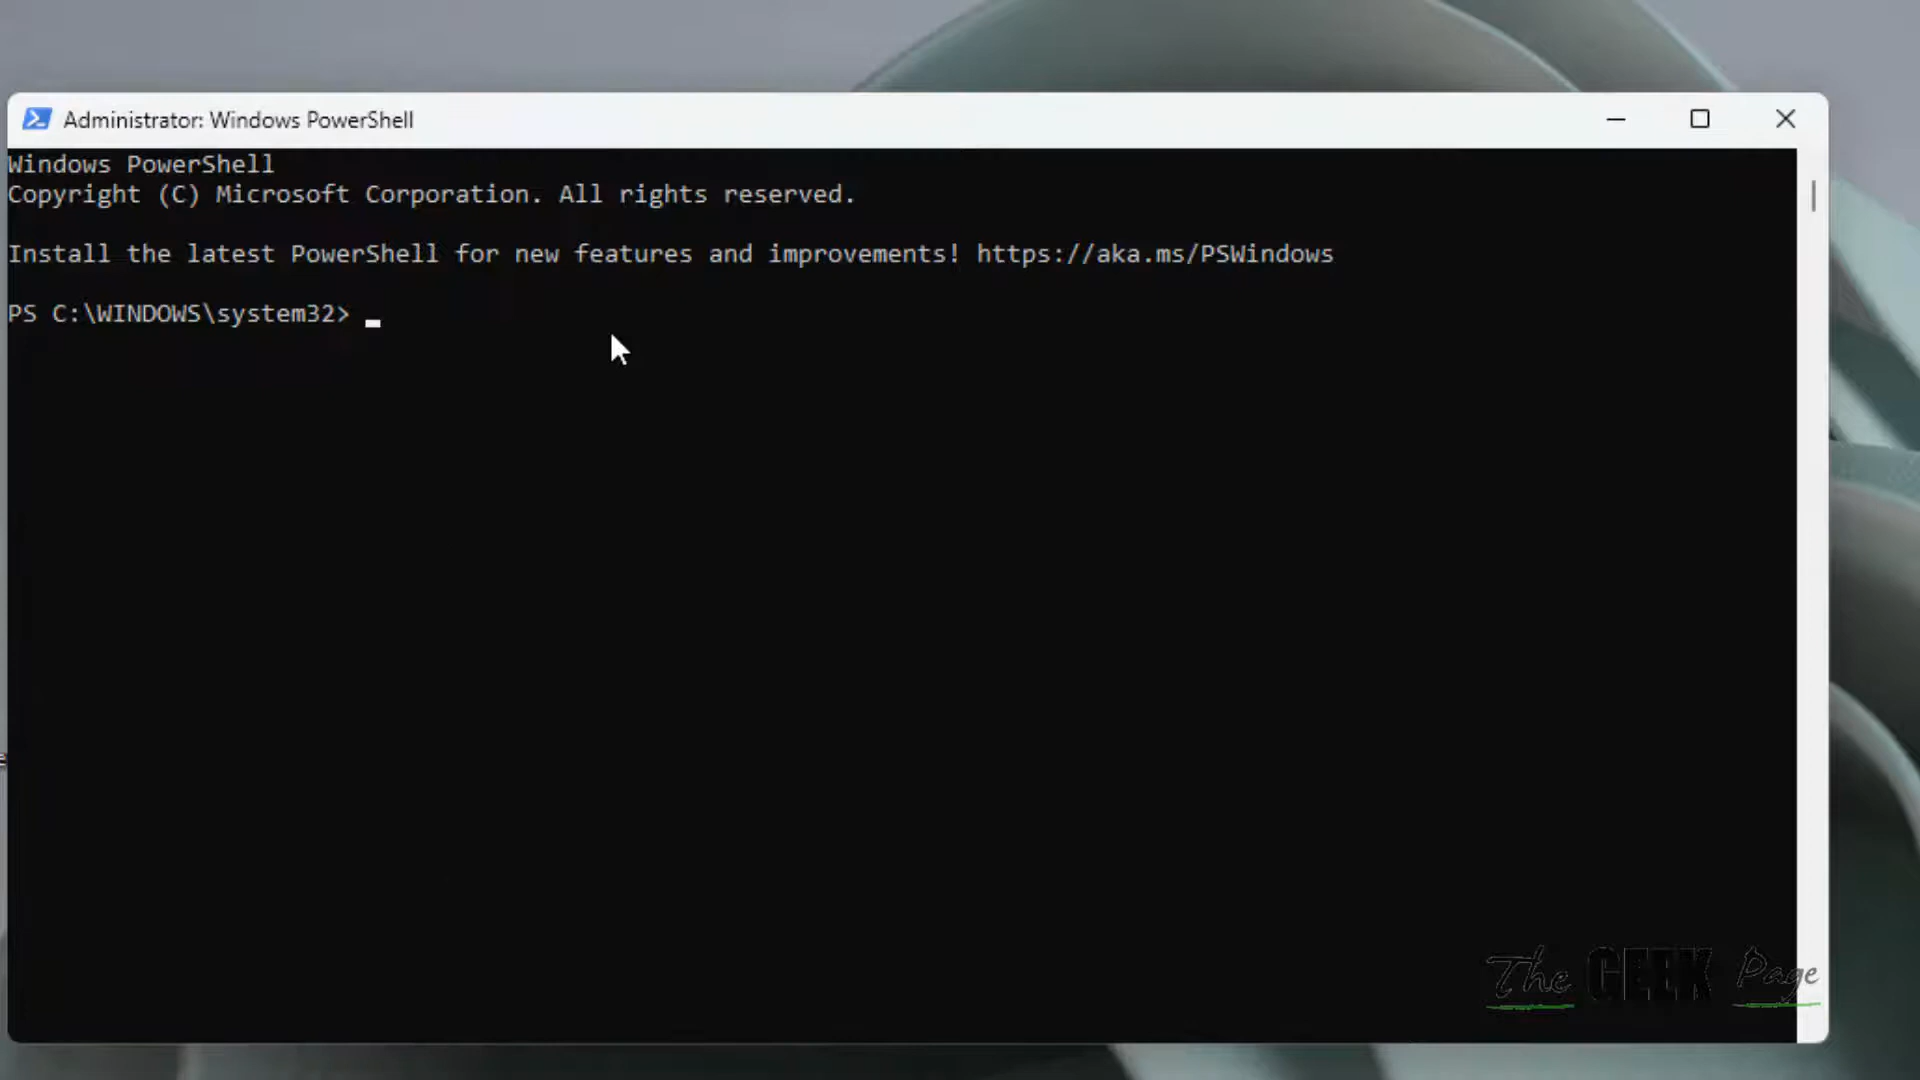 Administrator: Windows PowerShell
Windows PowerShell
Copyright (C) Microsoft Corporation. All rights reserved.
Install the latest PowerShell for new features and improvements! https://aka.ms/PSWindows
PS C:\WINDOWS\system32>
The GEEK Page